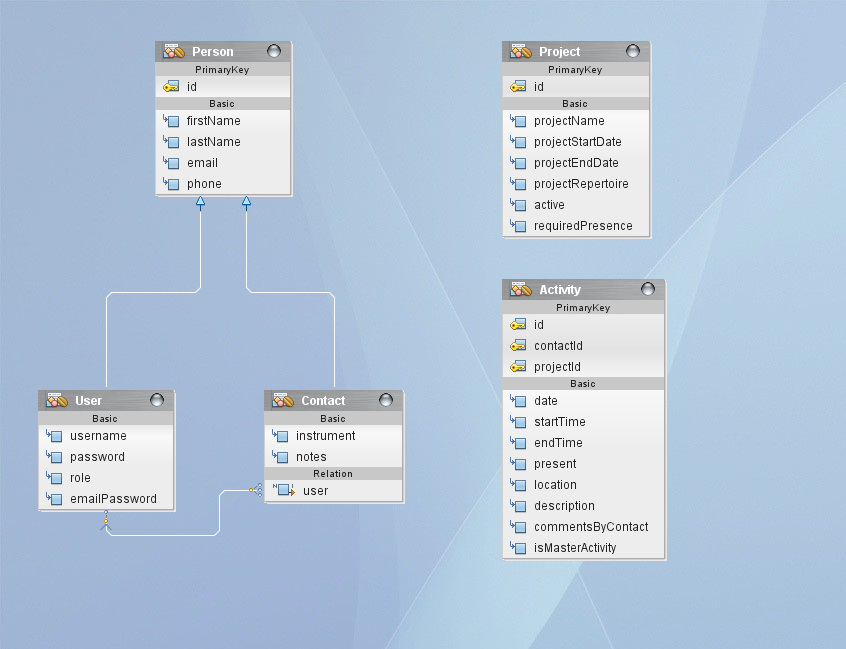 Person
PrimaryKey
id
Basic
firstName
lastName
email
phone
Project
PrimaryKey
id
Basic
projectName
projectStartDate
projectEndDate
projectRepertoire
active
requiredPresence
Activity
PrimaryKey
id
contactId
projectId
Basic
date
startTime
endTime
present
location
description
commentsByContact
isMasterActivity
User
Basic
username
password
role
emailPassword
Contact
Basic
instrument
notes
Relation
user